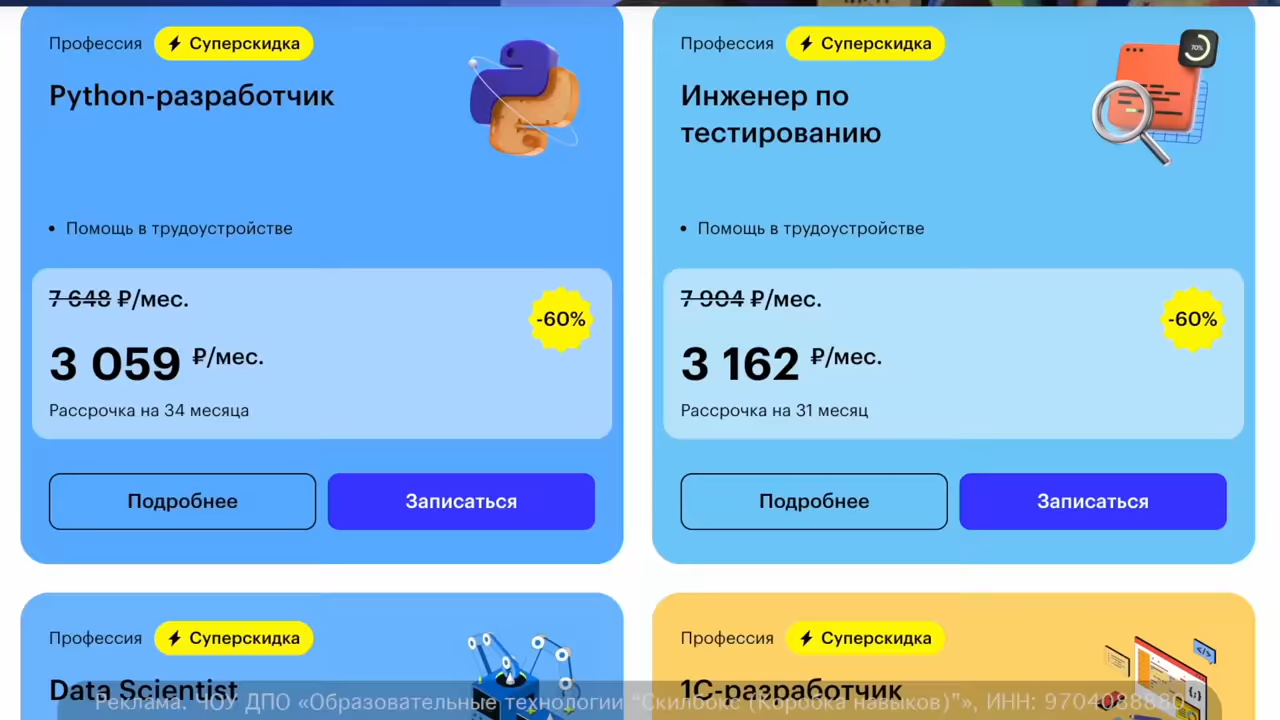 Профессия
Суперскидка
Python-разработчик
Помощь в трудоустройстве
7 648 ₽/мес.
-60%
3 059 ₽/мес.
Рассрочка на 34 месяца
Подробнее
Записаться
Профессия
Суперскидка
70%
Инженер по
тестированию
Помощь в трудоустройстве
7 904 ₽/мес.
-60%
3 162 ₽/мес.
Рассрочка на 31 месяц
Подробнее
Записаться
Профессия
Суперскидка
Data Scientist
Профессия
Суперскидка
1С-разработчик
Реклама. ЧОУ ДПО «Образовательные технологии “Скилбокс (Коробка навыков)”», ИНН: 9704088880